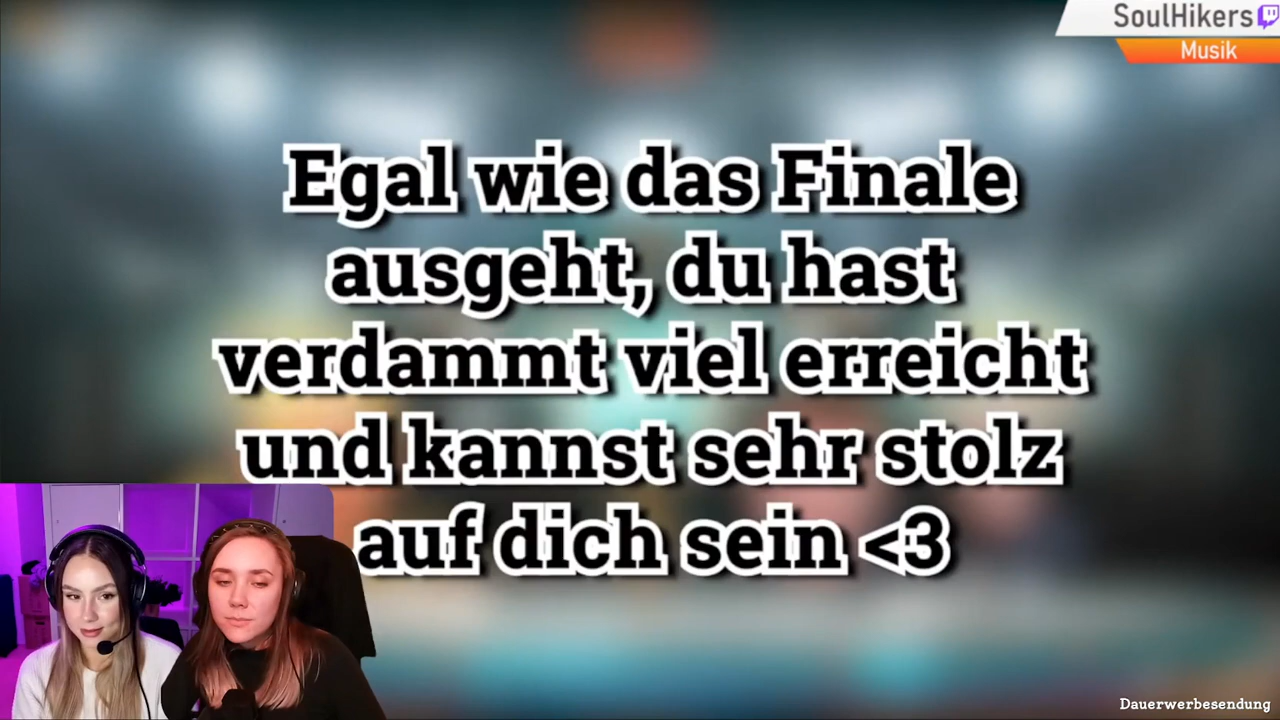 SoulHikers
Musik
Egal wie das Finale
ausgeht, du hast
verdammt viel erreicht
und kannst sehr stolz
auf dich sein <3
Dauerwerbesendung